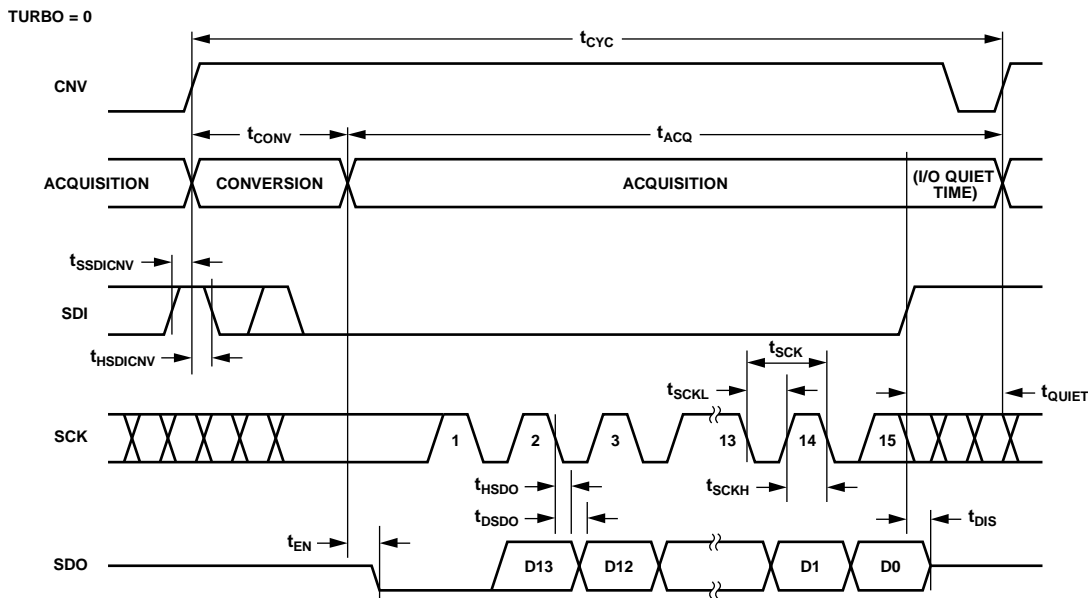 TURBO = 0
tCYC
CNV
tCONV
tACQ
ACQUISITION
CONVERSION
ACQUISITION
(I/O QUIET
TIME)
tSSDICNV
SDI
tHSDICNV
tSCK
tSCKL
tQUIET
SCK
1
2
3
13
14
15
tHSDO
tSCKH
tDSDO
tDIS
tEN
SDO
D13
D12
D1
D0